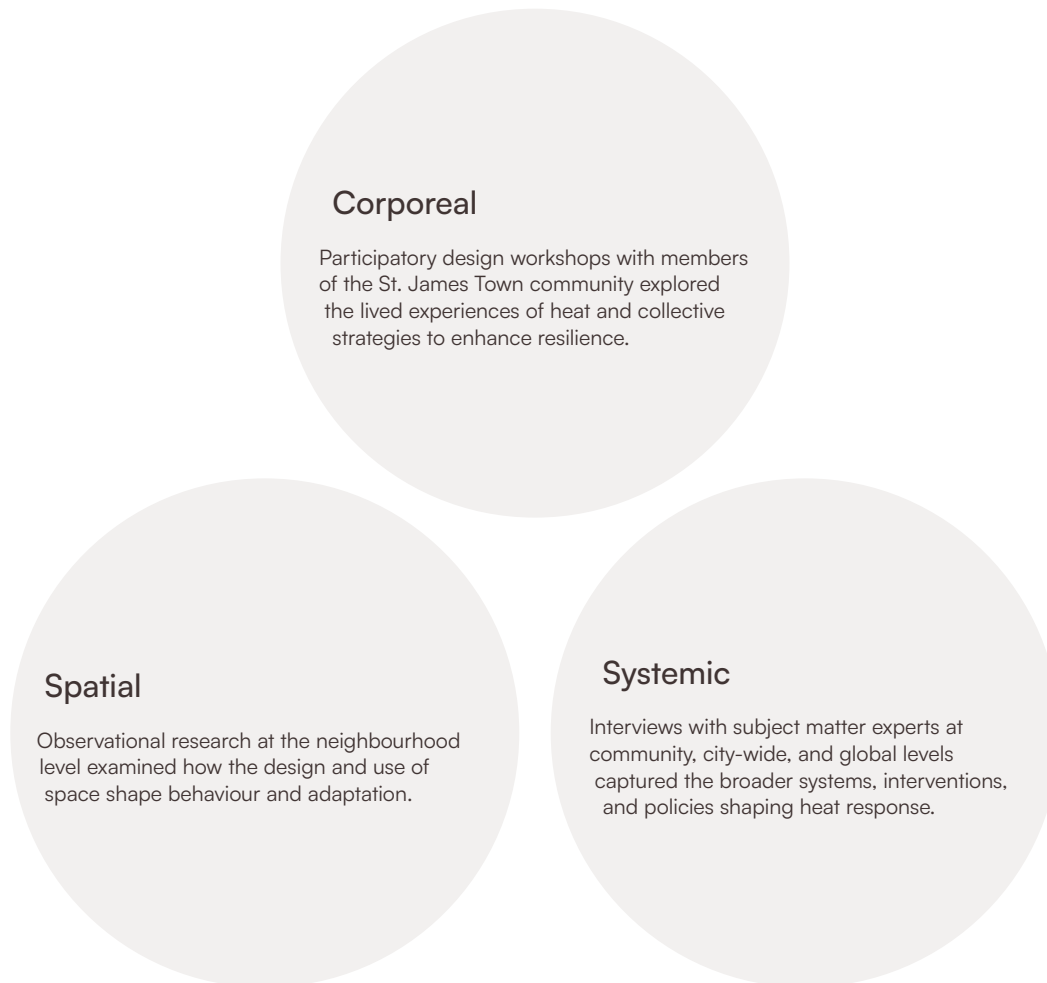 Corporeal
Participatory design workshops with members
of the St. James Town community explored
the lived experiences of heat and collective
strategies to enhance resilience.
Spatial
Observational research at the neighbourhood
level examined how the design and use of
space shape behaviour and adaptation.
Systemic
Interviews with subject matter experts at
community, city-wide, and global levels
captured the broader systems, interventions,
and policies shaping heat response.